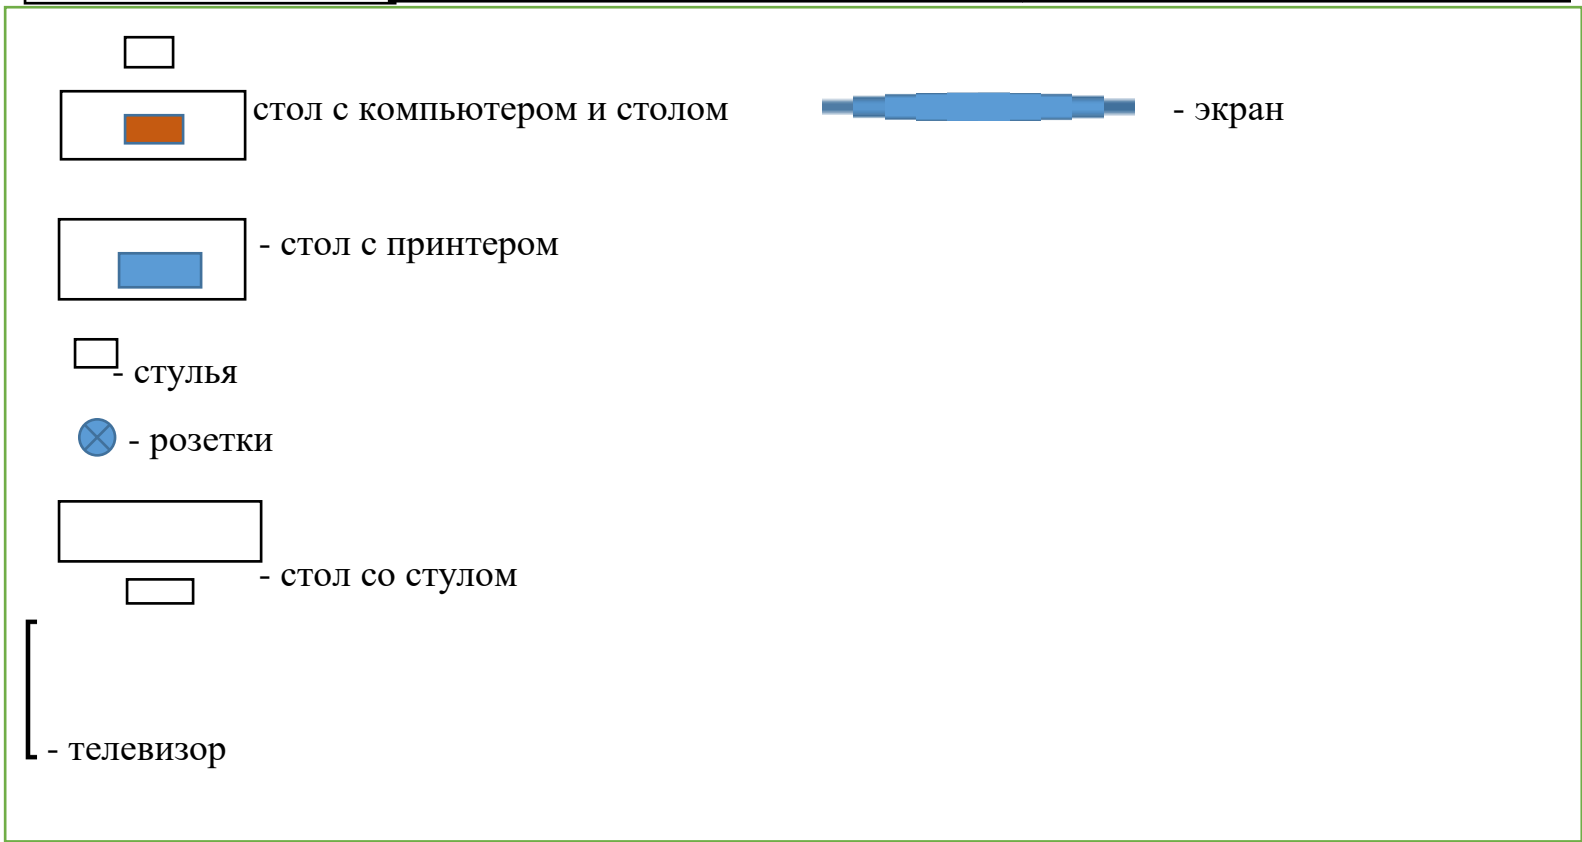 стол с компьютером и столом
- экран
- стол с принтером
- стулья
- розетки
- стол со стулом
- телевизор